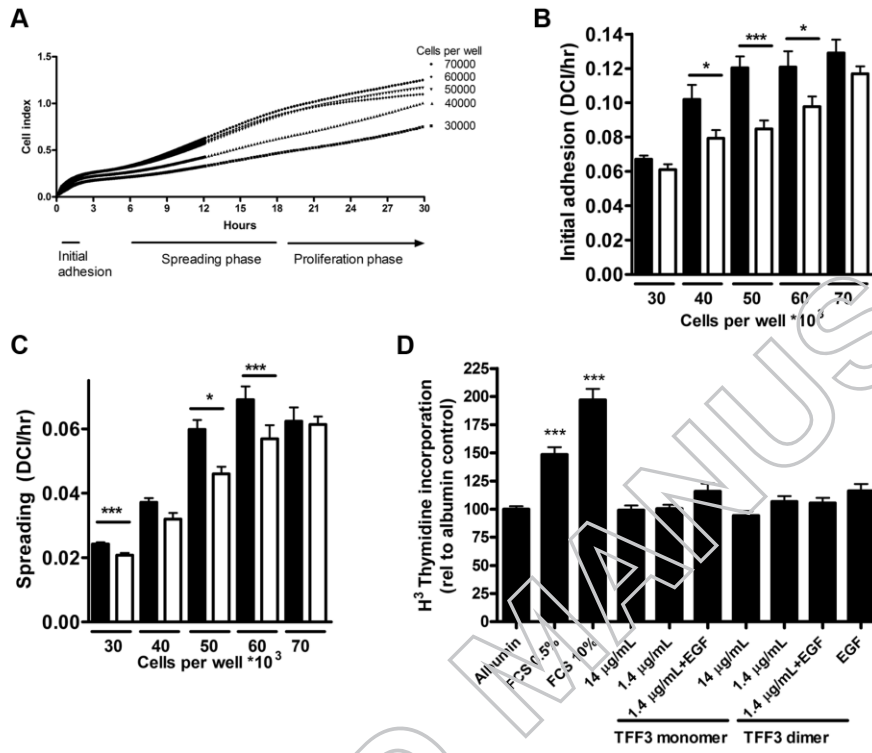 A
Cell index
1.5
1.0
0.5
0.0
0 3 6 9 12 15 18 21 24 27 30
Hours
Cells per well
70000
60000
50000
40000
30000
Initial
adhesion
Spreading phase
Proliferation phase
B
Initial adhesion (DCI/hr)
0.14
0.12
0.10
0.08
0.06
0.04
0.02
0.00
* *** *
30 40 50 60 70
Cells per well *10³
C
Spreading (DCI/hr)
0.06
0.04
0.02
0.00
*** * ***
30 40 50 60 70
Cells per well *10³
D
H³ Thymidine incorporation
(rel to albumin control)
225
200
175
150
125
100
75
50
25
0
*** ***
Albumin
FCS 0.5%
FCS 10%
14 µg/mL
1.4 µg/mL
1.4 µg/mL+EGF
14 µg/mL
1.4 µg/mL
1.4 µg/mL+EGF
EGF
TFF3 monomer
TFF3 dimer
D MANUS